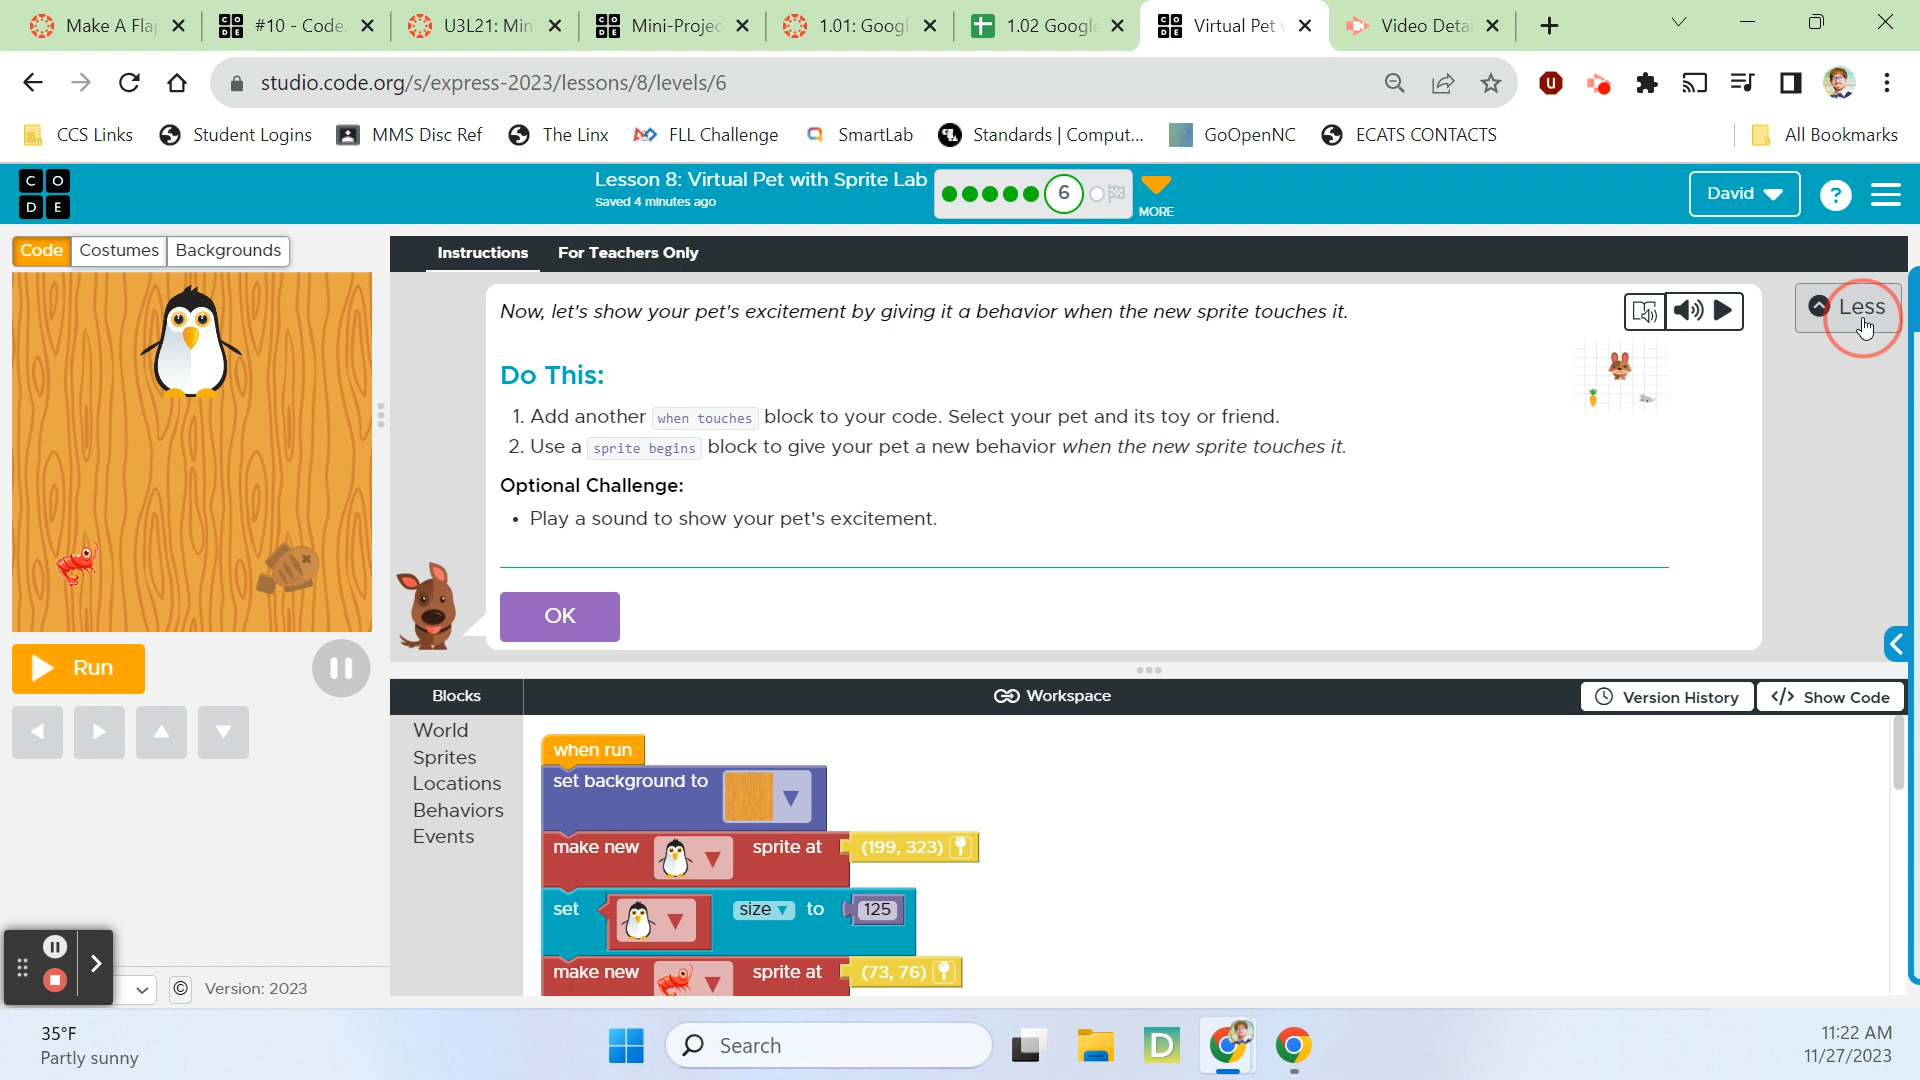 Make A Fla
#10 - Code.
U3L21: Min
Mini-Projec
1.01: Googl
1.02 Google
Virtual Pet
Video Deta
studio.code.org/s/express-2023/lessons/8/levels/6
CCS Links
Student Logins
MMS Disc Ref
The Linx
FLL Challenge
SmartLab
Standards | Comput...
GoOpenNC
ECATS CONTACTS
All Bookmarks
C O
D E
Lesson 8: Virtual Pet with Sprite Lab
Saved 4 minutes ago
6
MORE
David
?
Code
Costumes
Backgrounds
Instructions
For Teachers Only
Now, let's show your pet's excitement by giving it a behavior when the new sprite touches it.
Less
Do This:
1. Add another when touches block to your code. Select your pet and its toy or friend.
2. Use a sprite begins block to give your pet a new behavior when the new sprite touches it.
Optional Challenge:
• Play a sound to show your pet's excitement.
OK
Run
Blocks
Workspace
Version History
</> Show Code
World
Sprites
Locations
Behaviors
Events
when run
set background to
make new sprite at (199, 323)
set size to 125
make new sprite at (73, 76)
© Version: 2023
35°F
Partly sunny
Search
D
11:22 AM
11/27/2023